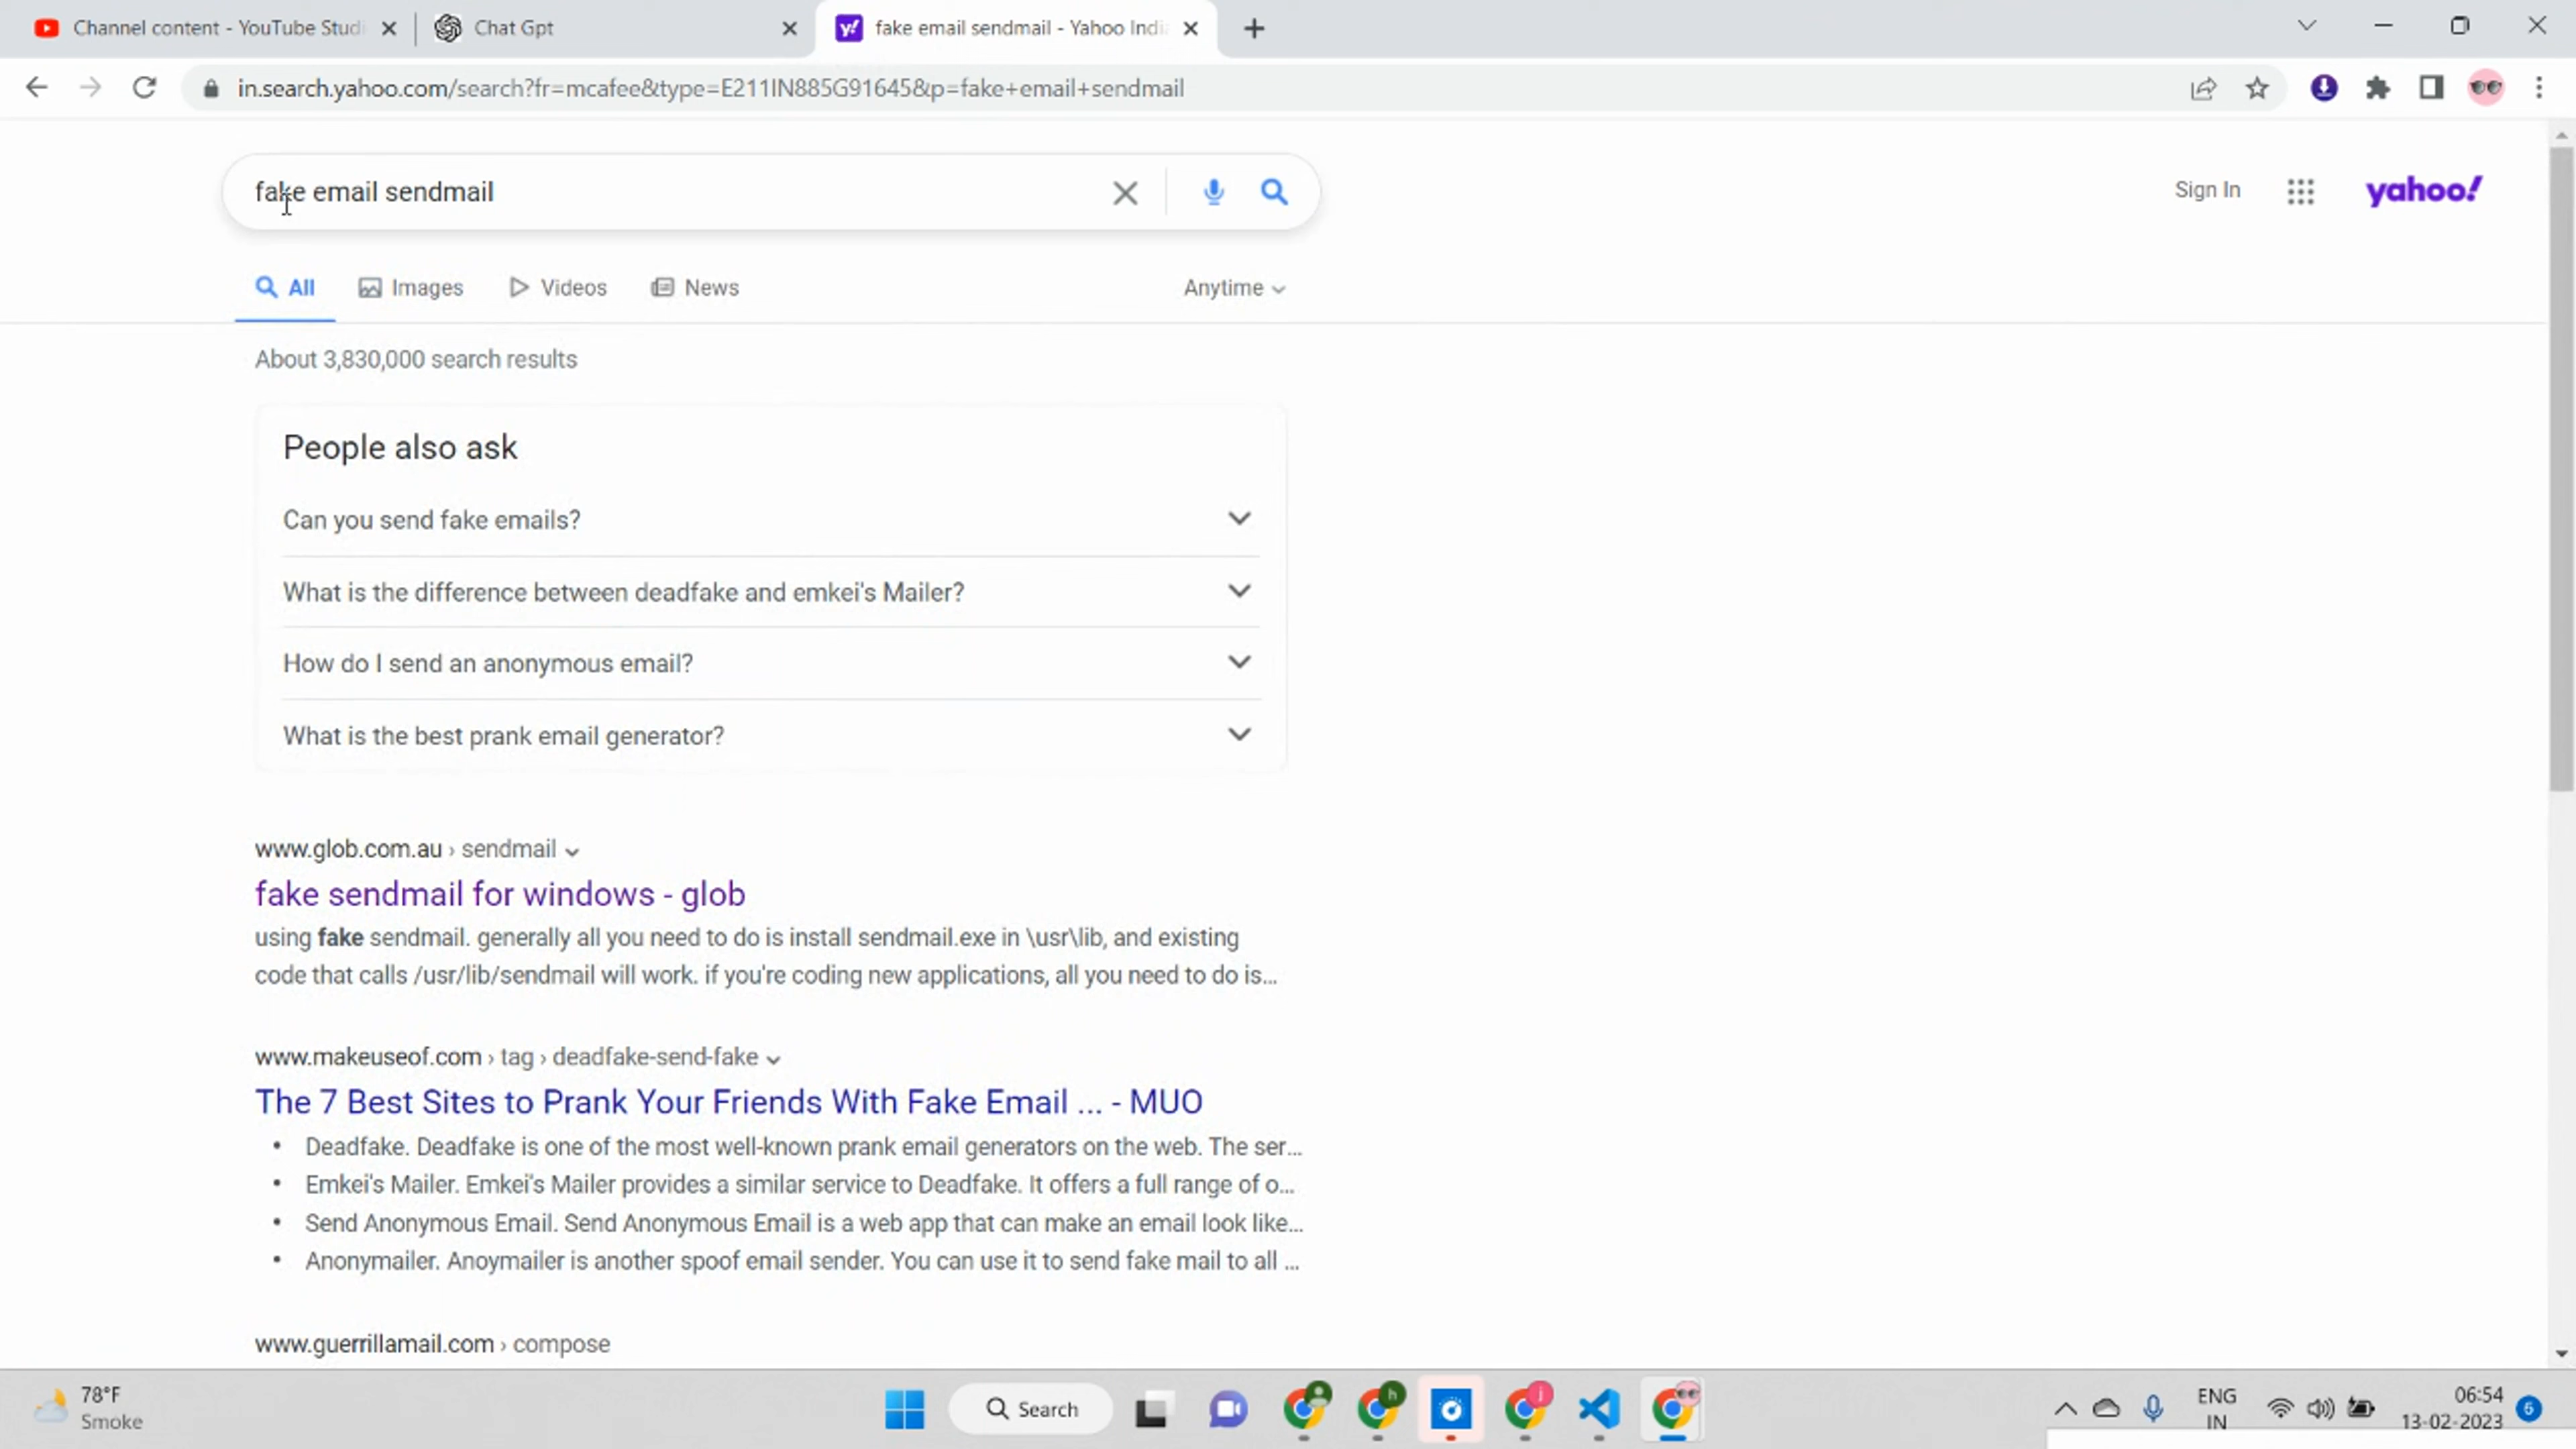 Channel content - YouTube Studi
Chat Gpt
fake email sendmail - Yahoo Indi
in.search.yahoo.com/search?fr=mcafee&type=E211IN885G91645&p=fake+email+sendmail
fake email sendmail
Sign In
yahoo!
All
Images
Videos
News
Anytime
About 3,830,000 search results
People also ask
Can you send fake emails?
What is the difference between deadfake and emkei's Mailer?
How do I send an anonymous email?
What is the best prank email generator?
www.glob.com.au › sendmail
fake sendmail for windows - glob
using fake sendmail. generally all you need to do is install sendmail.exe in \usr\lib, and existing
code that calls /usr/lib/sendmail will work. if you're coding new applications, all you need to do is...
www.makeuseof.com › tag › deadfake-send-fake
The 7 Best Sites to Prank Your Friends With Fake Email ... - MUO
• Deadfake. Deadfake is one of the most well-known prank email generators on the web. The ser...
• Emkei's Mailer. Emkei's Mailer provides a similar service to Deadfake. It offers a full range of o...
• Send Anonymous Email. Send Anonymous Email is a web app that can make an email look like...
• Anonymailer. Anoymailer is another spoof email sender. You can use it to send fake mail to all ...
www.guerrillamail.com › compose
78°F
Smoke
Search
h
j
ENG
IN
06:54
13-02-2023
6